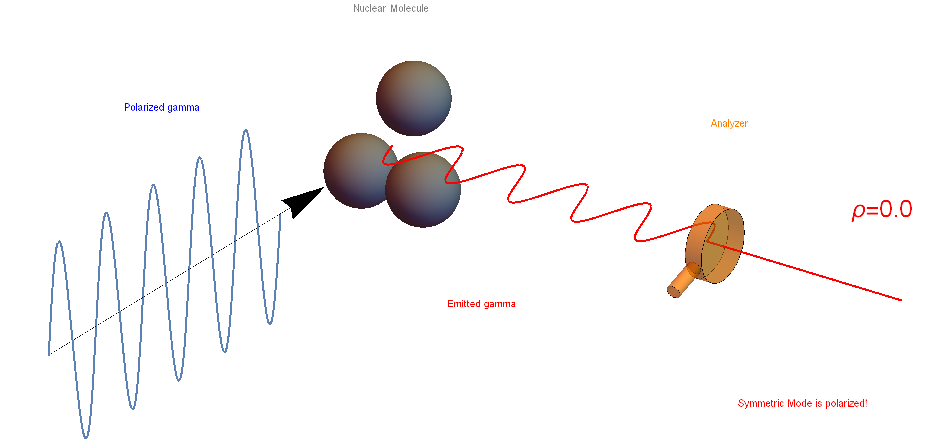 Nuclear Molecule
Polarized gamma
Analyzer
ρ=0.0
Emitted gamma
Symmetric Mode is polarized!